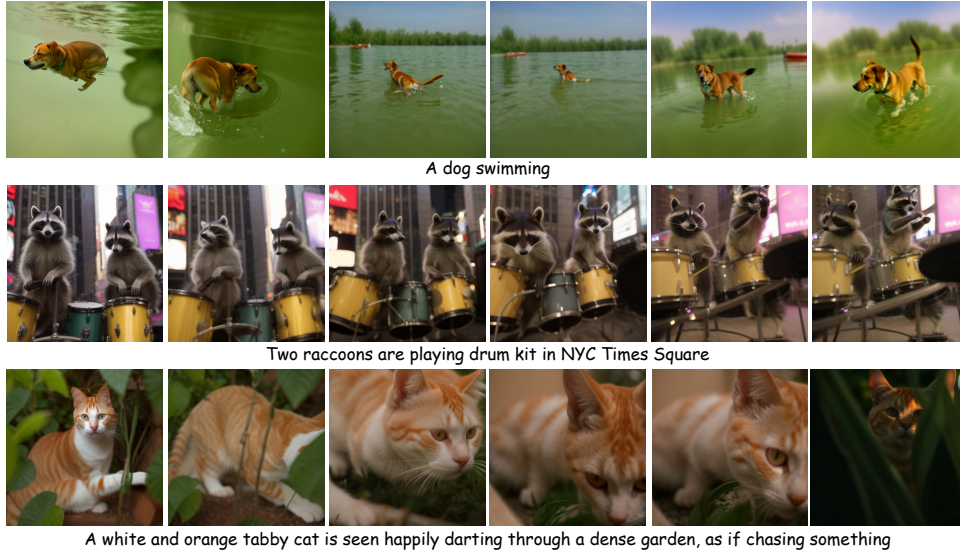 A dog swimming
Two raccoons are playing drum kit in NYC Times Square
A white and orange tabby cat is seen happily darting through a dense garden, as if chasing something